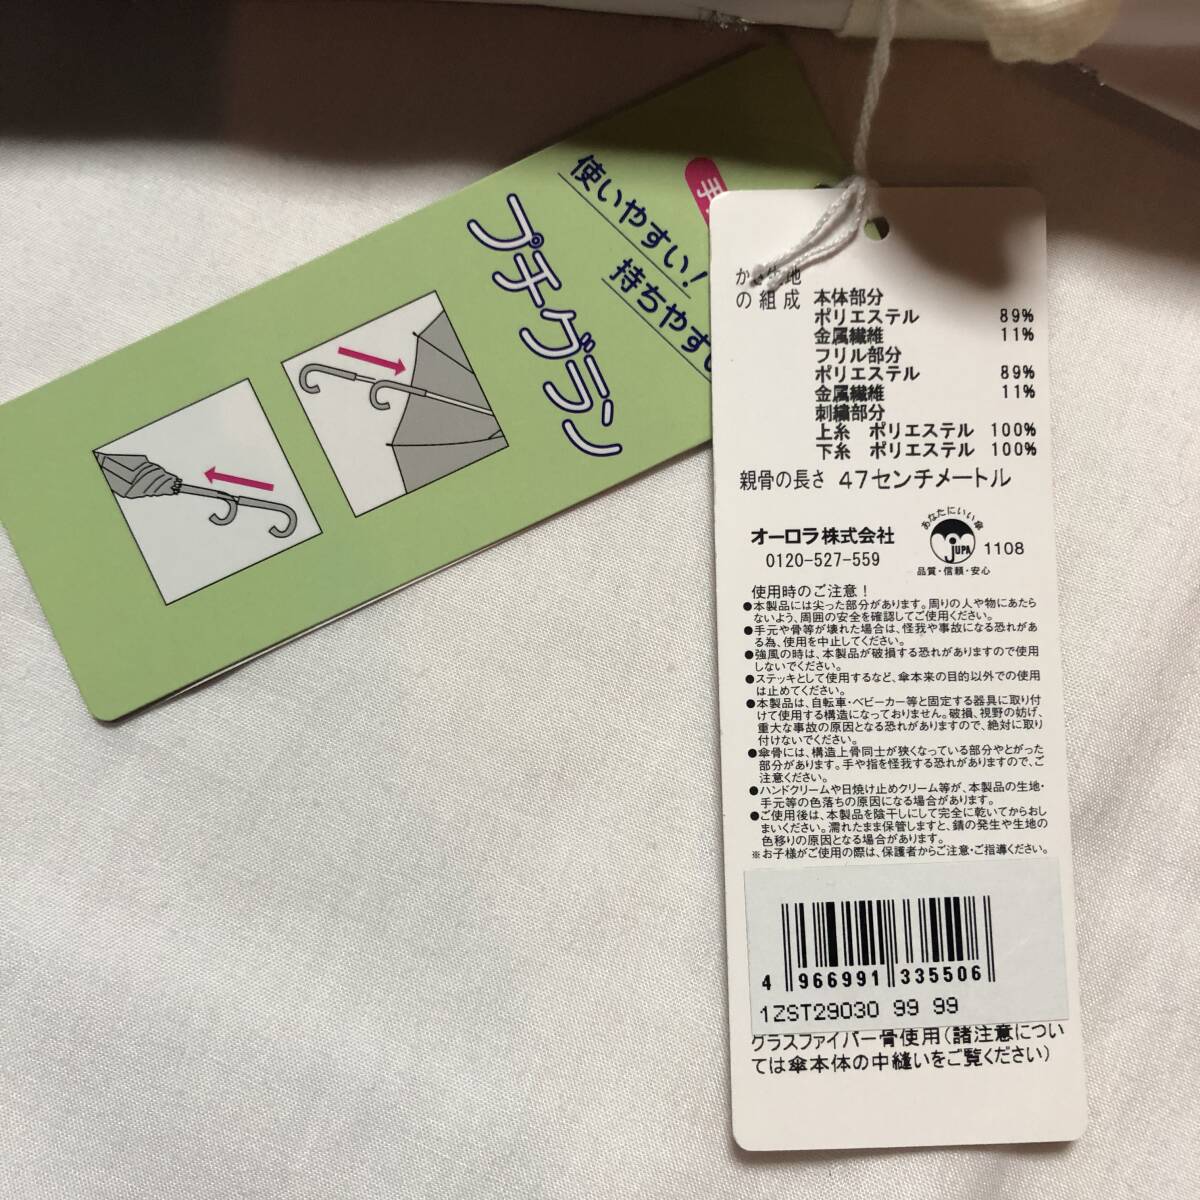 使いやすい!
持ちやすい
プチグラン
の組成
本体部分
ポリエステル 89%
金属繊維 11%
フリル部分
ポリエステル 89%
金属繊維 11%
刺繍部分
上糸 ポリエステル 100%
下糸 ポリエステル 100%
親骨の長さ 47センチメートル
オーロラ株式会社
0120-527-559
あなたにいい傘
JUPA
1108
品質・信頼・安心
使用時のご注意!
●本製品には尖った部分があります。周りの人や物にあたら
ないよう、周囲の安全を確認してご使用ください。
●手元や骨等が壊れた場合は、怪我や事故になる恐れがあ
る為、使用を中止してください。
●強風の時は、本製品が破損する恐れがありますので使用
しないでください。
●ステッキとして使用するなど、傘本来の目的以外での使用
は止めてください。
●本製品は、自転車・ベビーカー等と固定する器具に取り付
けて使用する構造になっておりません。破損、視野の妨げ、
重大な事故の原因となる恐れがありますので、絶対に取り
付けないでください。
●傘骨には、構造上骨同士が狭くなっている部分やとがった
部分があります。手や指を怪我する恐れがありますので、ご
注意ください。
●ハンドクリームや日焼け止めクリーム等が、本製品の生地・
手元等の色落ちの原因になる場合があります。
●ご使用後は、本製品を陰干しにして完全に乾いてからおし
まいください。濡れたまま保管しますと、錆の発生や生地の
色移りの原因となる場合があります。
※お子様がご使用の際は、保護者からご注意・ご指導ください。
4 966991 335506
1ZST29030 99 99
グラスファイバー骨使用(諸注意につい
ては傘本体の中縫いをご覧ください)